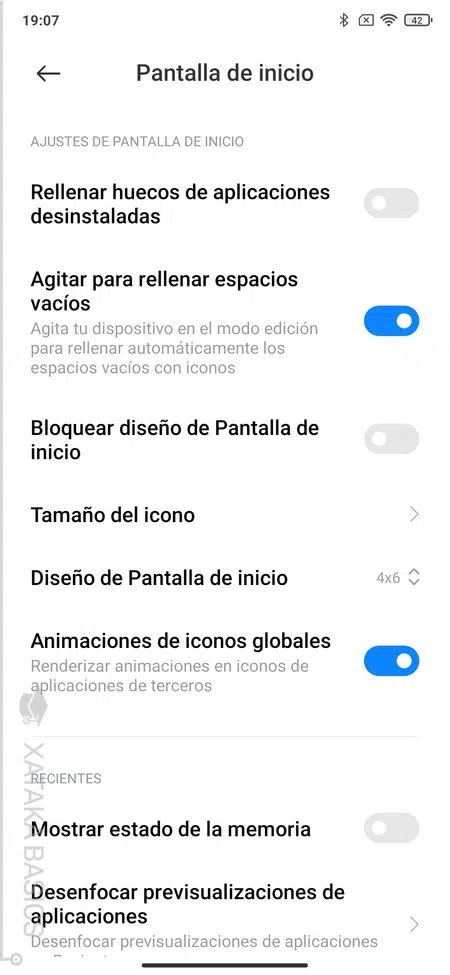 19:07
42
Pantalla de inicio
AJUSTES DE PANTALLA DE INICIO
Rellenar huecos de aplicaciones
desinstaladas
Agitar para rellenar espacios
vacíos
Agita tu dispositivo en el modo edición
para rellenar automáticamente los
espacios vacíos con iconos
Bloquear diseño de Pantalla de
inicio
Tamaño del icono
Diseño de Pantalla de inicio
4x6
Animaciones de iconos globales
Renderizar animaciones en iconos de
aplicaciones de terceros
RECIENTES
Mostrar estado de la memoria
Desenfocar previsualizaciones de
aplicaciones
Desenfocar previsualizaciones de aplicaciones
XATAKA BASICS